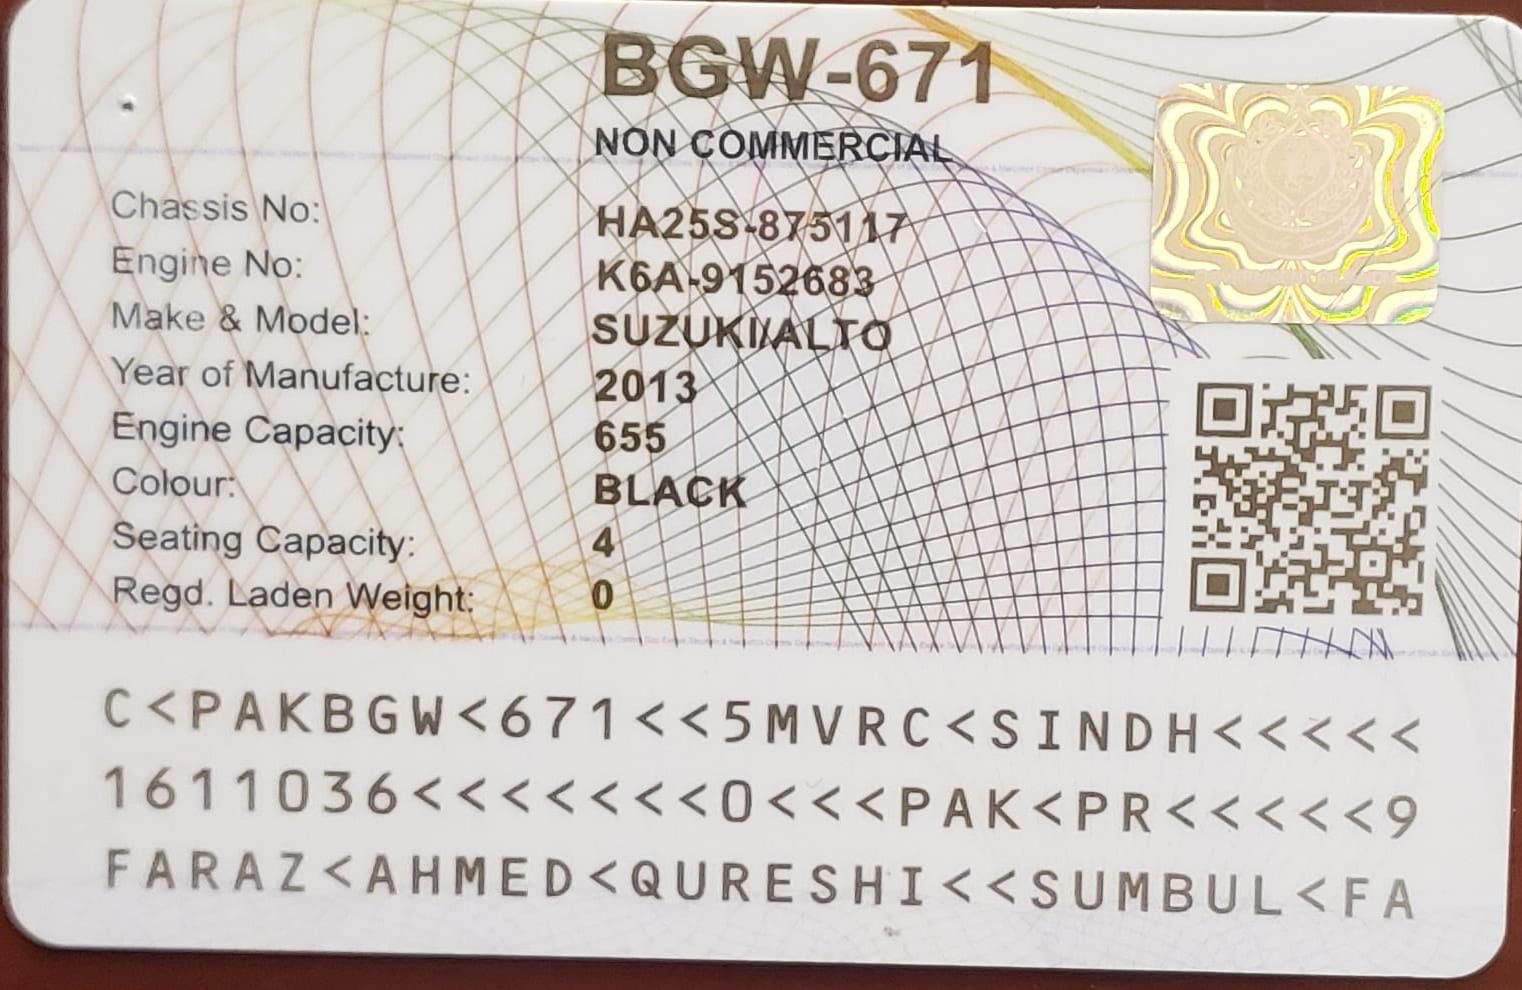 BGW-671
NON COMMERCIAL
Chassis No: HA25S-875117
Engine No: K6A-9152683
Make & Model: SUZUKI/ALTO
Year of Manufacture: 2013
Engine Capacity: 655
Colour: BLACK
Seating Capacity: 4
Regd. Laden Weight: 0
C<PAKBGW<671<<5MVRC<SINDH<<<<<
1611036<<<<<<<0<<<PAK<PR<<<<<9
FARAZ<AHMED<QURESHI<<SUMBUL<FA